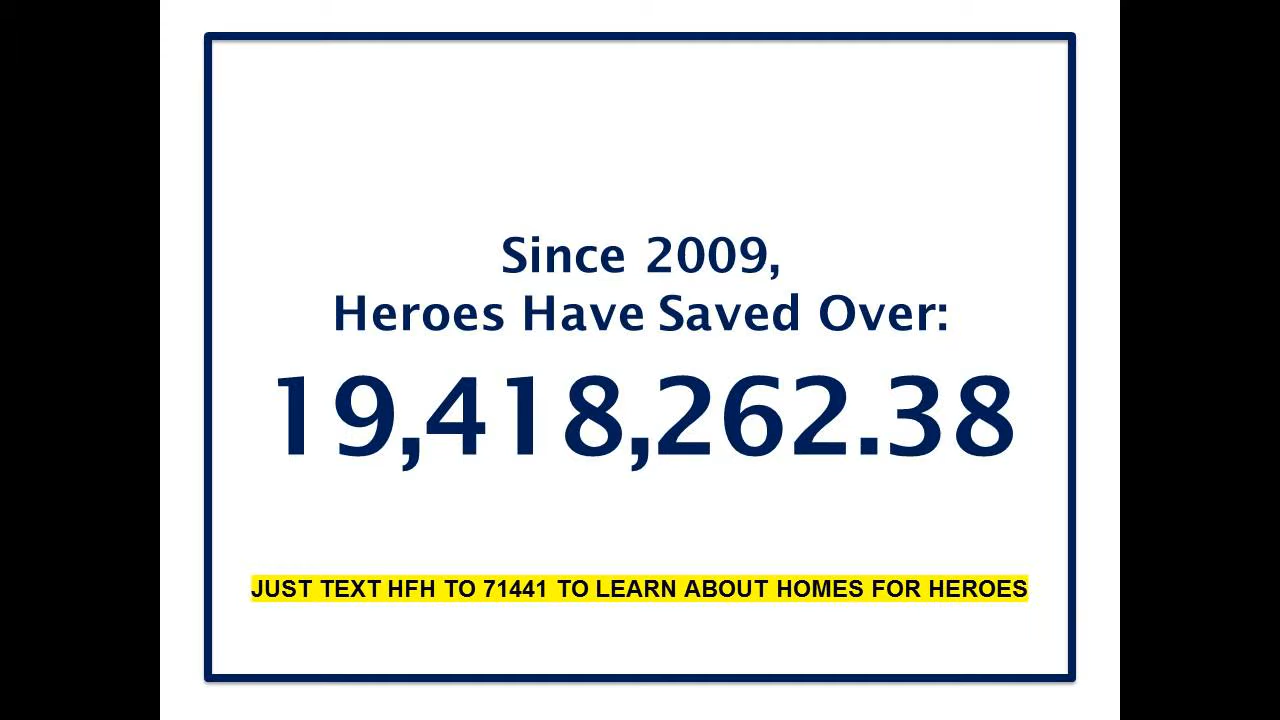 Since 2009,
Heroes Have Saved Over:
19,418,262.38
JUST TEXT HFH TO 71441 TO LEARN ABOUT HOMES FOR HEROES